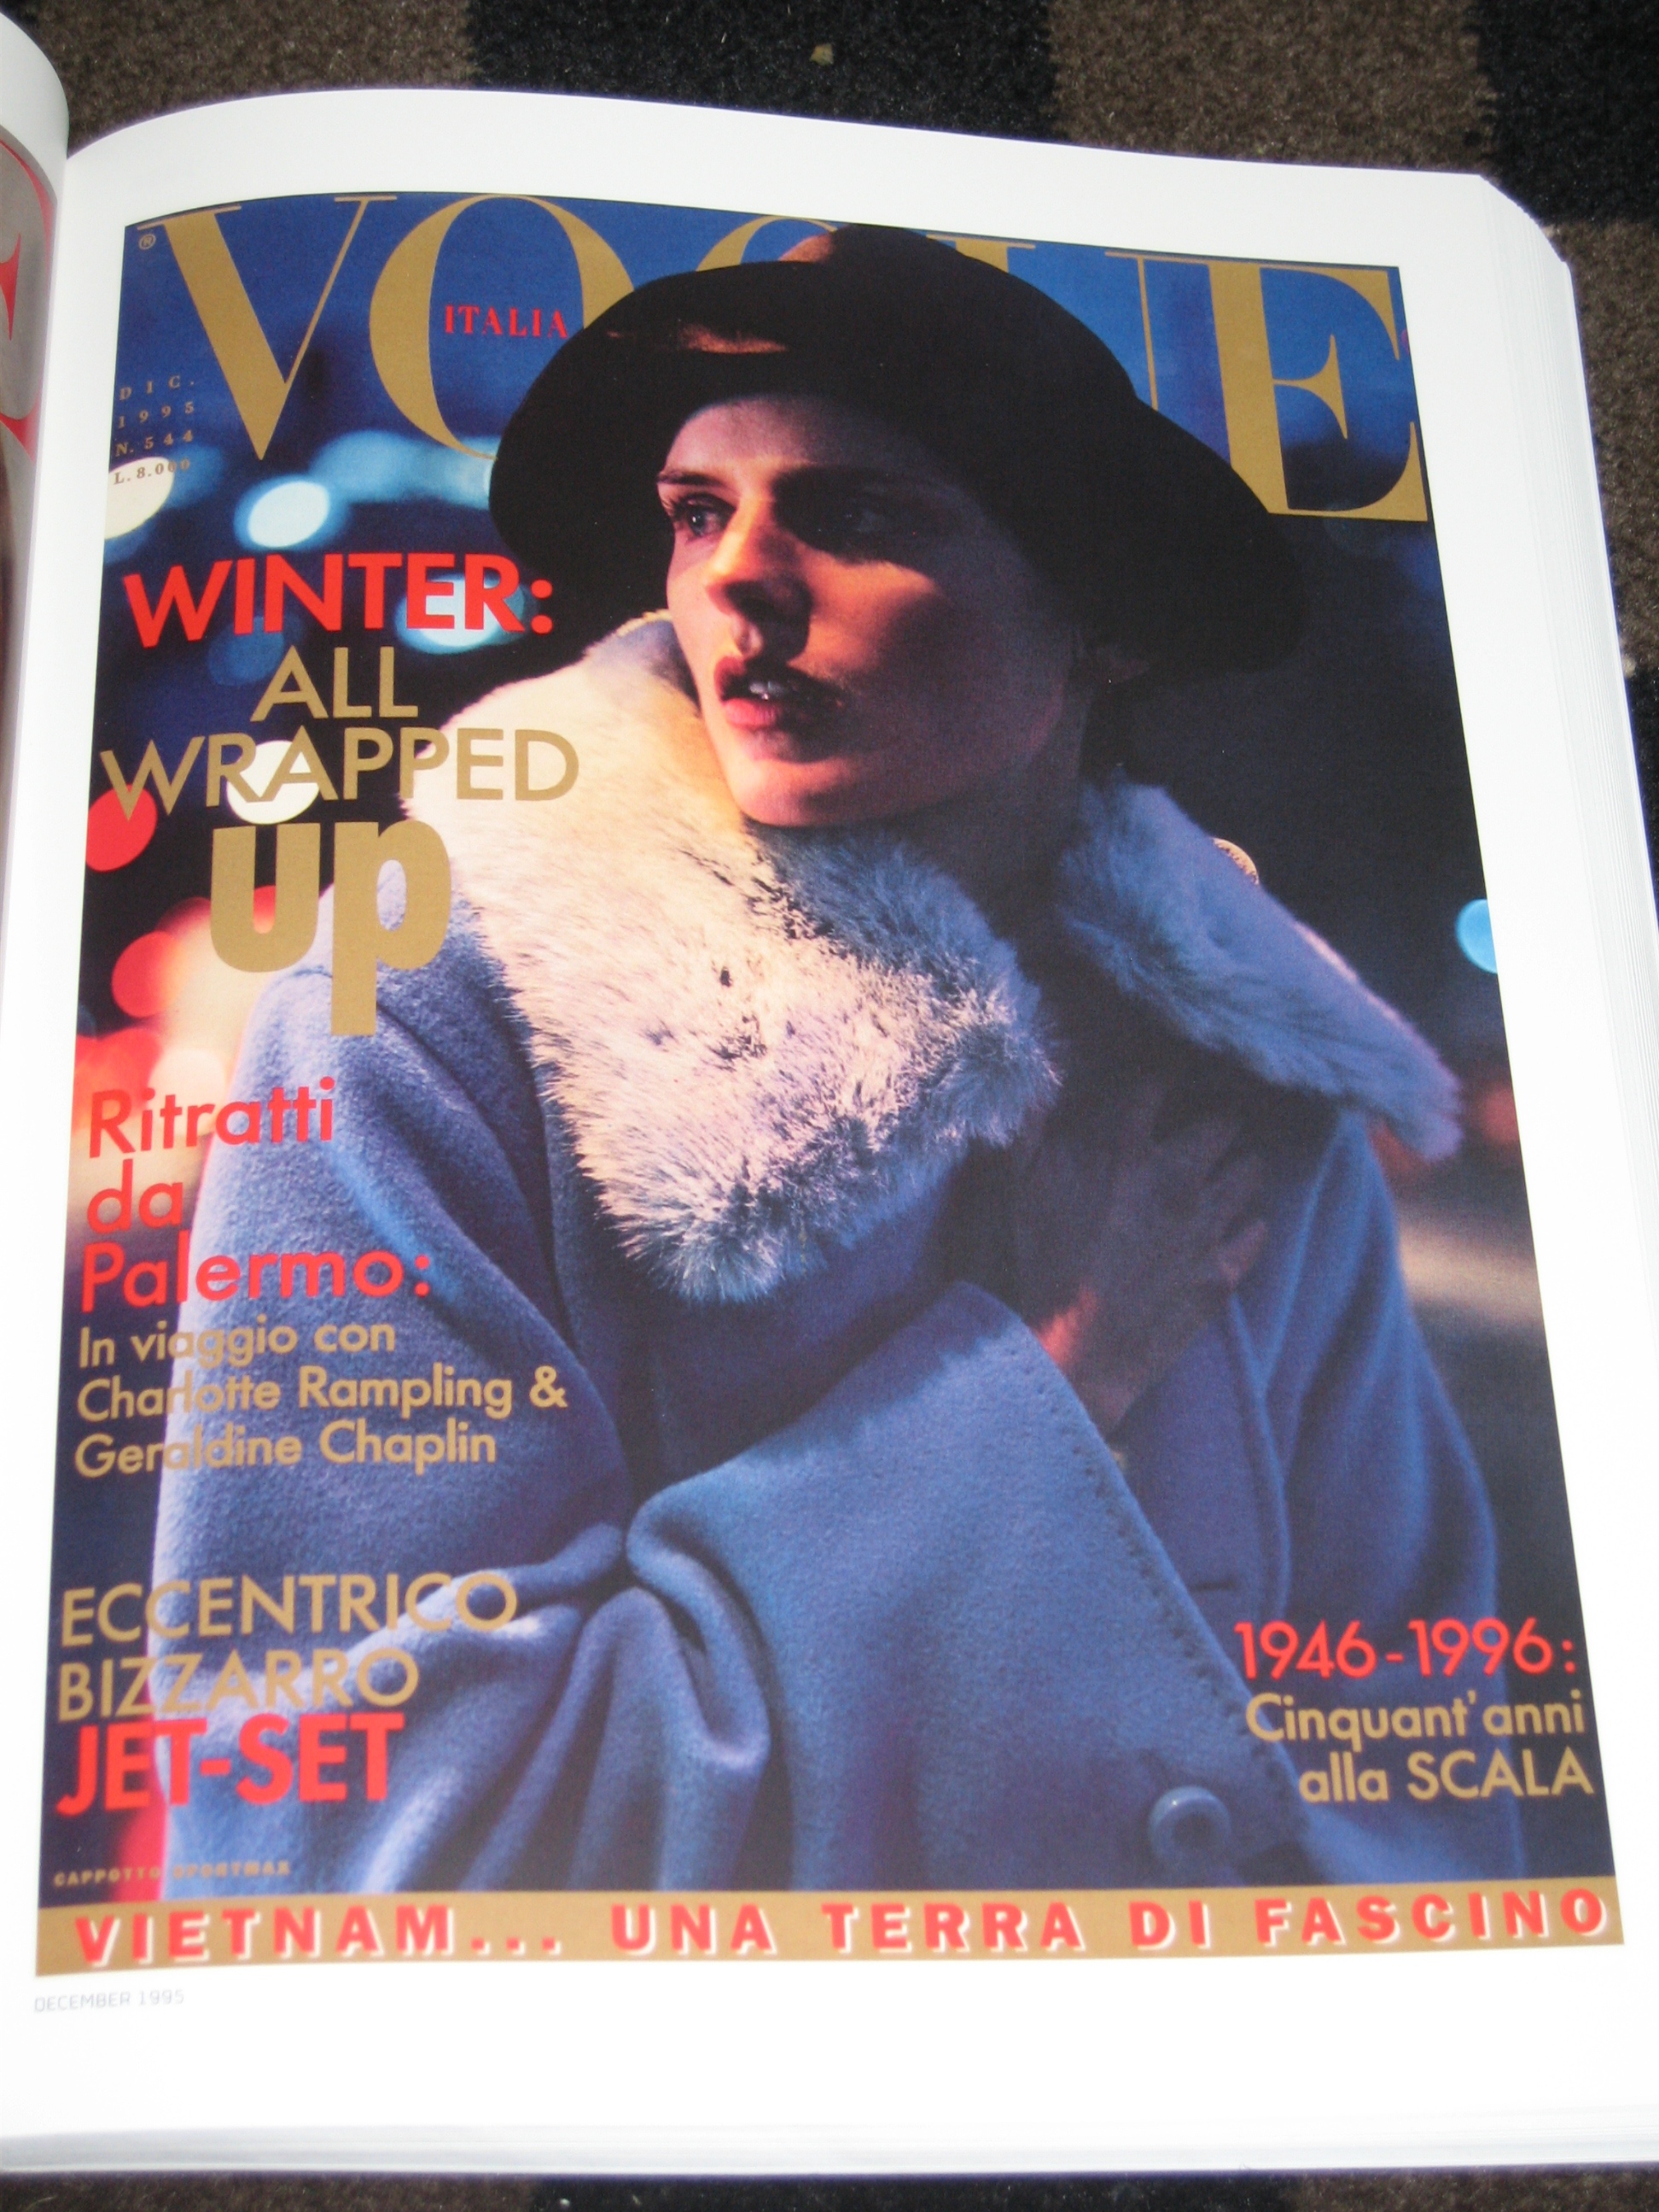 VOGUE
ITALIA
®
DIC.
1995
N. 544
L. 8.000
WINTER:
ALL
WRAPPED
up
Ritratti
da
Palermo:
In viaggio con
Charlotte Rampling &
Geraldine Chaplin
ECCENTRICO
BIZZARRO
JET-SET
1946-1996:
Cinquant'anni
alla SCALA
CAPPOTTO SPORTMAX
VIETNAM... UNA TERRA DI FASCINO
DECEMBER 1995